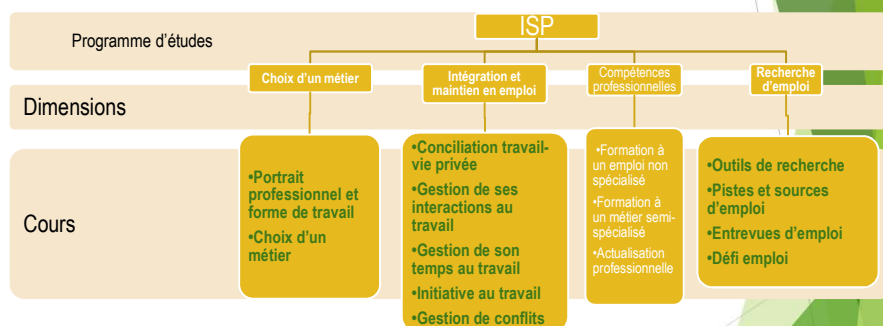 ISP
Programme d'études
Choix d'un métier
Intégration et
maintien en emploi
Compétences
professionnelles
Recherche
d'emploi
Dimensions
Cours
•Portrait
professionnel et
forme de travail
•Choix d'un
métier
•Conciliation travail-
vie privée
•Gestion de ses
interactions au
travail
•Gestion de son
temps au travail
•Initiative au travail
•Gestion de conflits
•Formation à
un emploi non
spécialisé
•Formation à
un métier semi-
spécialisé
•Actualisation
professionnelle
•Outils de recherche
•Pistes et sources
d'emploi
•Entrevues d'emploi
•Défi emploi